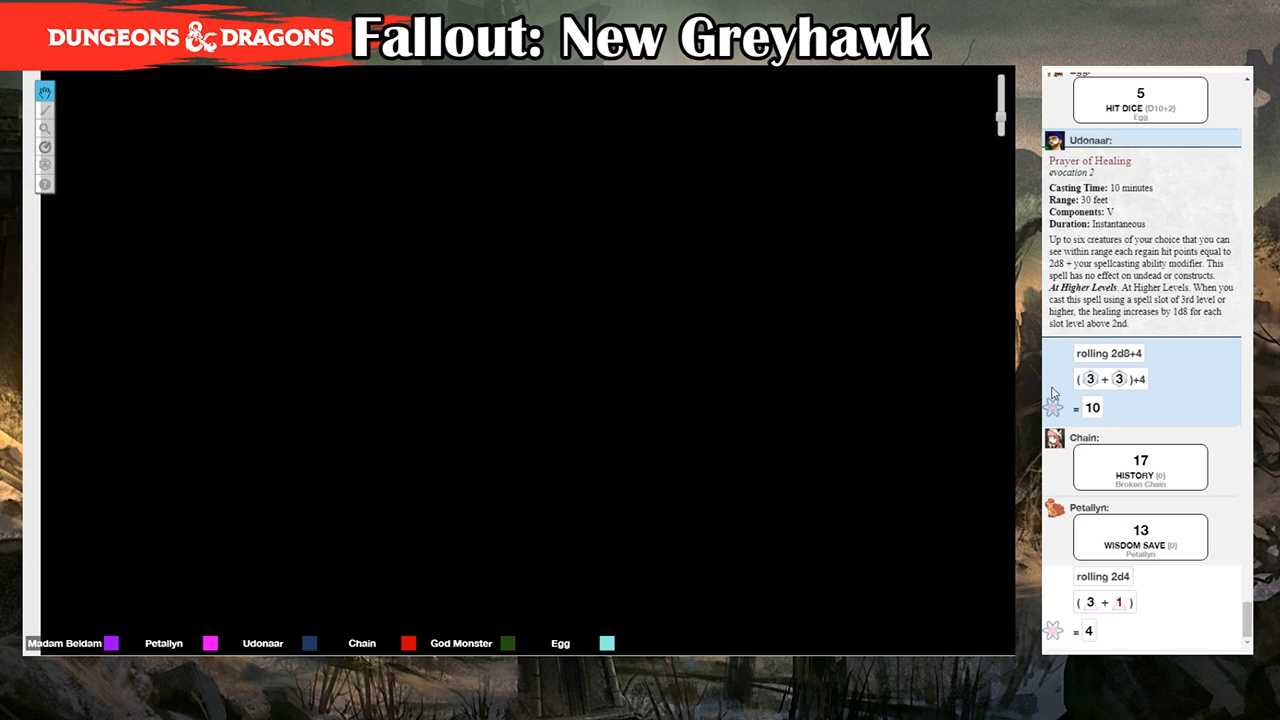 DUNGEONS & DRAGONS
Fallout: New Greyhawk
5
HIT DICE (D10+2)
Egg
Udonaar:
Prayer of Healing
evocation 2
Casting Time: 10 minutes
Range: 30 feet
Components: V
Duration: Instantaneous
Up to six creatures of your choice that you can
see within range each regain hit points equal to
2d8 + your spellcasting ability modifier. This
spell has no effect on undead or constructs.
At Higher Levels. At Higher Levels. When you
cast this spell using a spell slot of 3rd level or
higher, the healing increases by 1d8 for each
slot level above 2nd.
rolling 2d8+4
( 3 + 3 )+4
= 10
Chain:
17
HISTORY (0)
Broken Chain
Petallyn:
13
WISDOM SAVE (0)
Petallyn
rolling 2d4
( 3 + 1 )
= 4
Madam Beldam Petallyn Udonaar Chain God Monster Egg